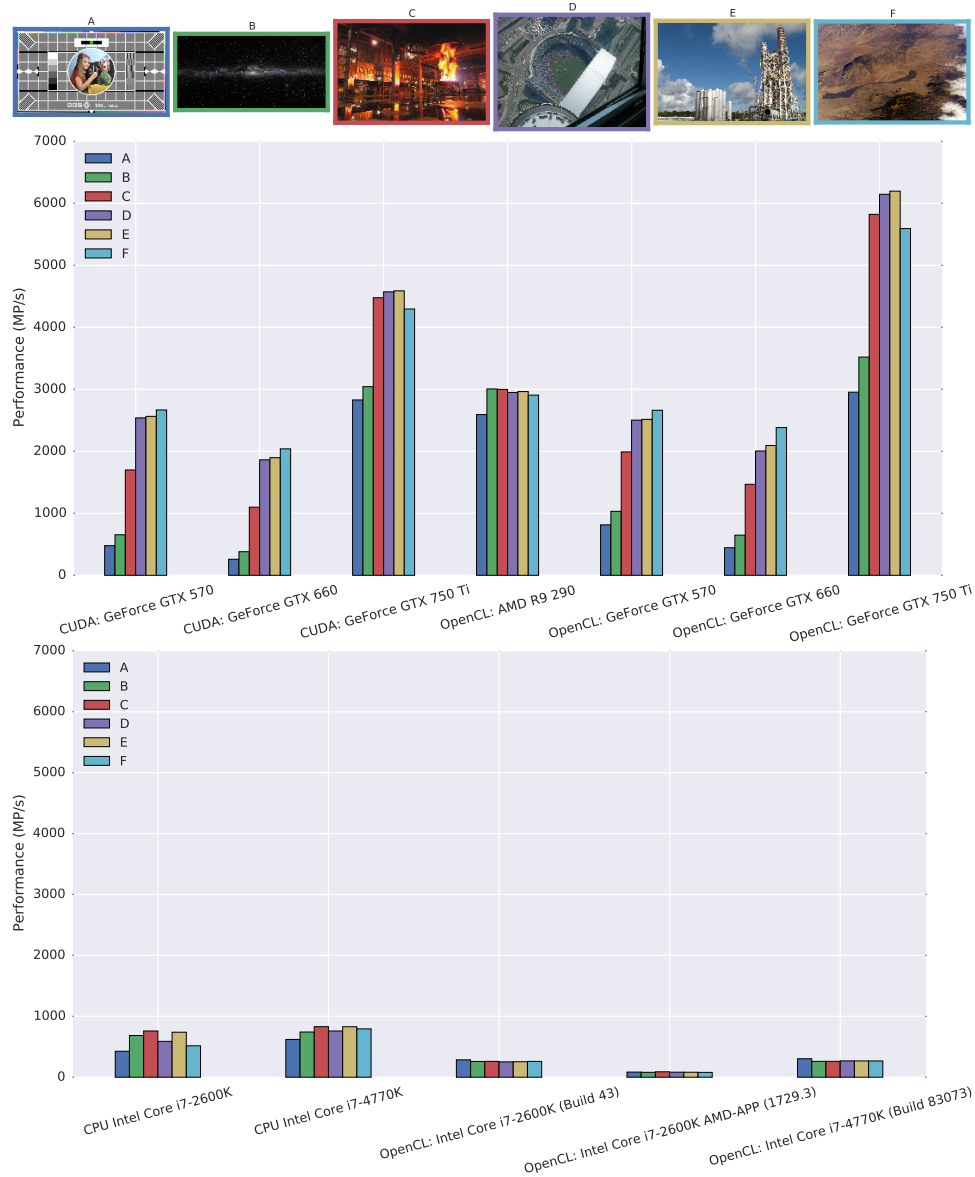 A B C D E F
7000
6000
5000
4000
3000
2000
1000
0
Performance (MP/s)
A
B
C
D
E
F
CUDA: GeForce GTX 570
CUDA: GeForce GTX 660
CUDA: GeForce GTX 750 Ti
OpenCL: AMD R9 290
OpenCL: GeForce GTX 570
OpenCL: GeForce GTX 660
OpenCL: GeForce GTX 750 Ti
7000
6000
5000
4000
3000
2000
1000
0
Performance (MP/s)
A
B
C
D
E
F
CPU Intel Core i7-2600K
CPU Intel Core i7-4770K
OpenCL: Intel Core i7-2600K (Build 43)
OpenCL: Intel Core i7-2600K AMD-APP (1729.3)
OpenCL: Intel Core i7-4770K (Build 83073)